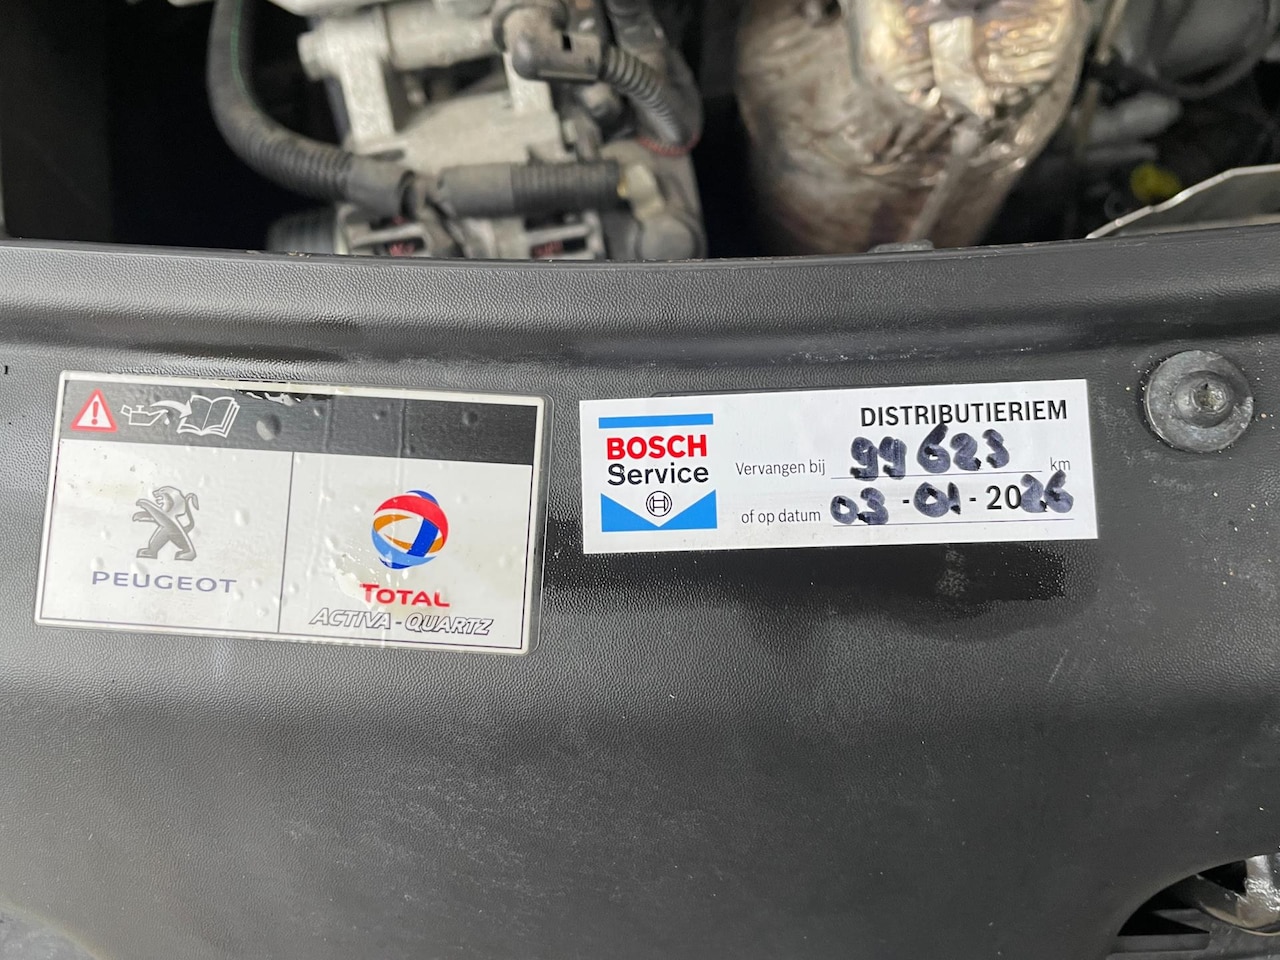 PEUGEOT
TOTAL
ACTIVA - QUARTZ
BOSCH
Service
DISTRIBUTIERIEM
Vervangen bij 99623 km
of op datum 03 - 01 - 2026